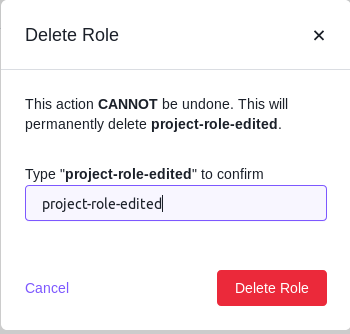 Delete Role
This action CANNOT be undone. This will
permanently delete project-role-edited.
Type "project-role-edited" to confirm
project-role-edited
Cancel
Delete Role